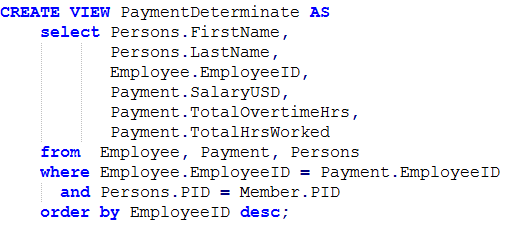 CREATE VIEW PaymentDeterminate AS
select Persons.FirstName,
Persons.LastName,
Employee.EmployeeID,
Payment.SalaryUSD,
Payment.TotalOvertimeHrs,
Payment.TotalHrsWorked
from Employee, Payment, Persons
where Employee.EmployeeID = Payment.EmployeeID
and Persons.PID = Member.PID
order by EmployeeID desc;